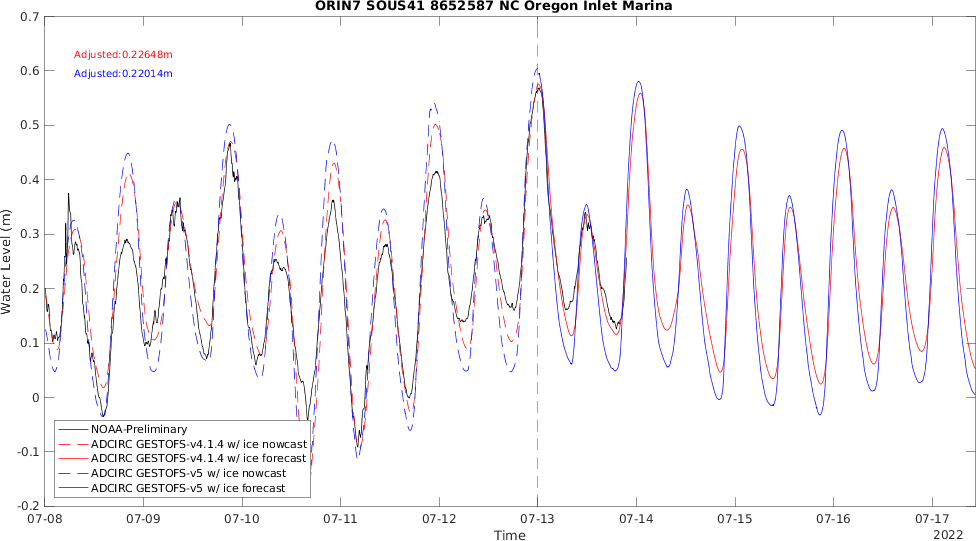 ORIN7 SOUS41 8652587 NC Oregon Inlet Marina
Adjusted:0.22648m
Adjusted:0.22014m
Water Level (m)
0.7
0.6
0.5
0.4
0.3
0.2
0.1
0
-0.1
-0.2
NOAA-Preliminary
ADCIRC GESTOFS-v4.1.4 w/ ice nowcast
ADCIRC GESTOFS-v4.1.4 w/ ice forecast
ADCIRC GESTOFS-v5 w/ ice nowcast
ADCIRC GESTOFS-v5 w/ ice forecast
07-08 07-09 07-10 07-11 07-12 07-13 07-14 07-15 07-16 07-17
Time
2022